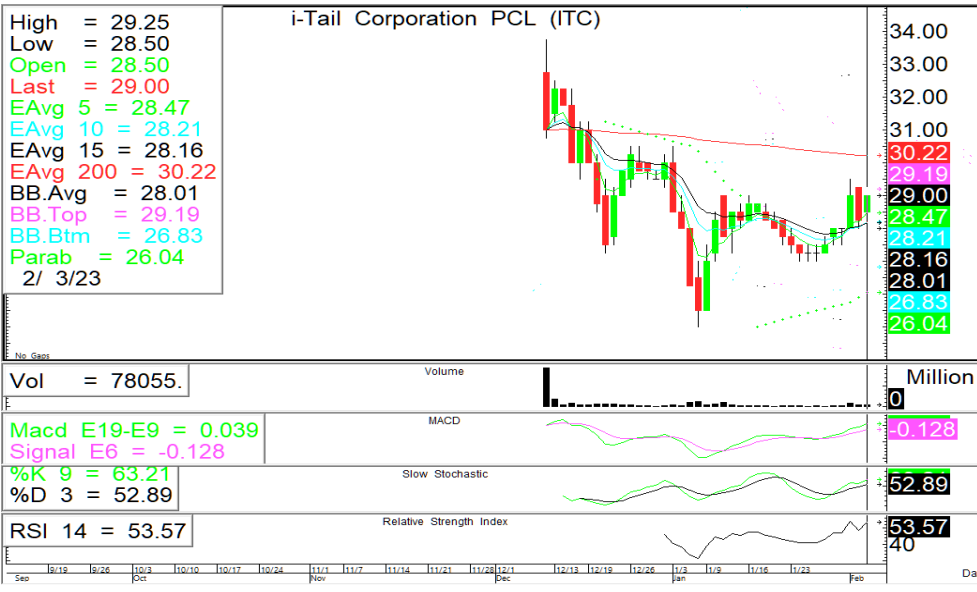 i-Tail Corporation PCL (ITC)
High = 29.25
Low = 28.50
Open = 28.50
Last = 29.00
EAvg 5 = 28.47
EAvg 10 = 28.21
EAvg 15 = 28.16
EAvg 200 = 30.22
BB.Avg = 28.01
BB.Top = 29.19
BB.Btm = 26.83
Parab = 26.04
2/ 3/23
No Gaps
34.00
33.00
32.00
31.00
30.22
29.19
29.00
28.47
28.21
28.16
28.01
26.83
26.04
Volume
Vol = 78055.
Million
0
MACD
Macd E19-E9 = 0.039
Signal E6 = -0.128
-0.128
Slow Stochastic
%K 9 = 63.21
%D 3 = 52.89
52.89
Relative Strength Index
RSI 14 = 53.57
53.57
40
9/19 9/26 10/3 10/10 10/17 10/24 11/1 11/7 11/14 11/21 11/28 12/1 12/13 12/19 12/26 1/3 1/9 1/16 1/23
Sep Oct Nov Dec Jan Feb Da